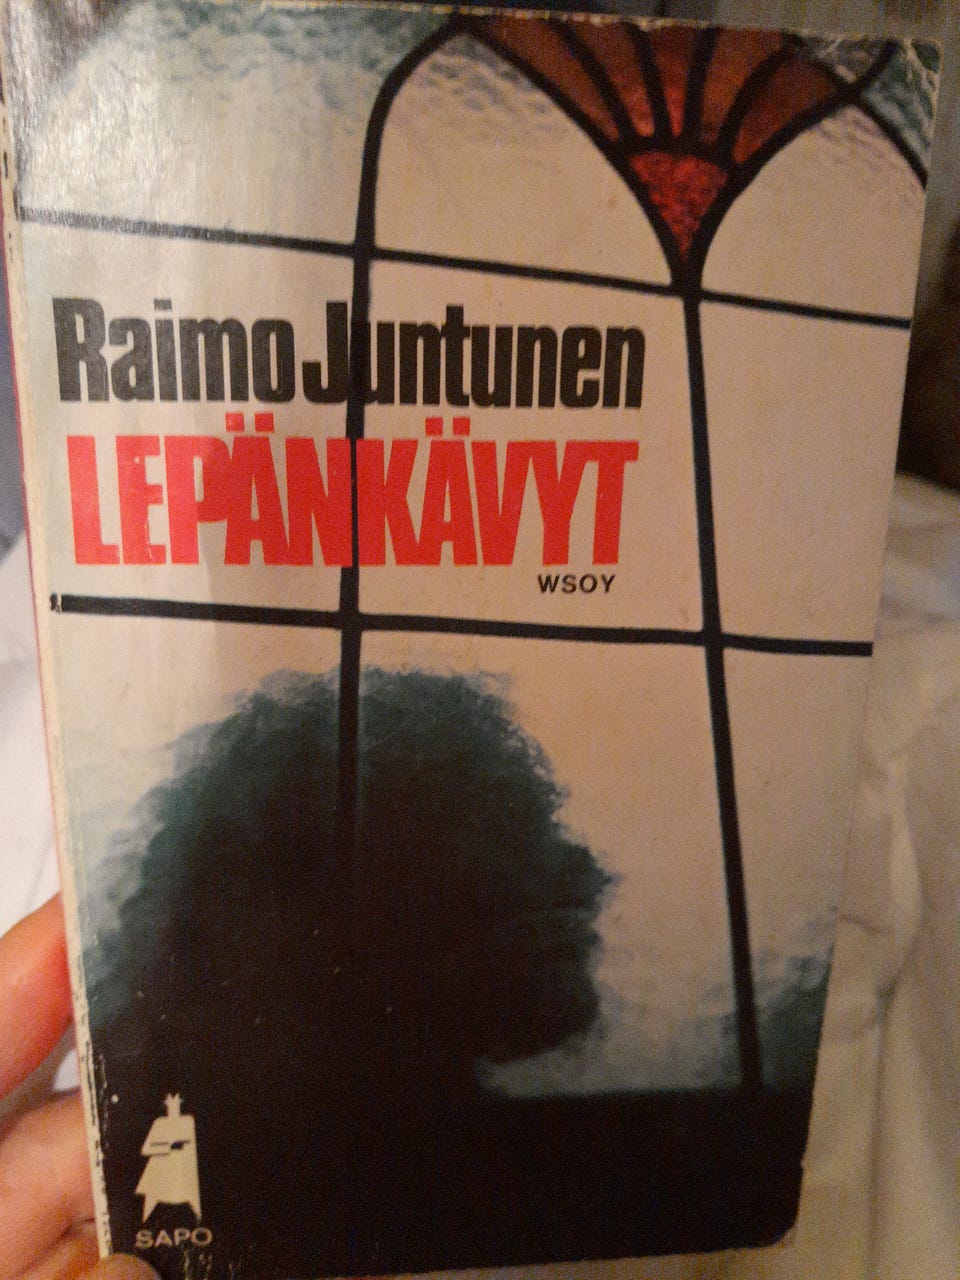 Raimo Juntunen
LEPÄNKÄVYT
WSOY
SAPO